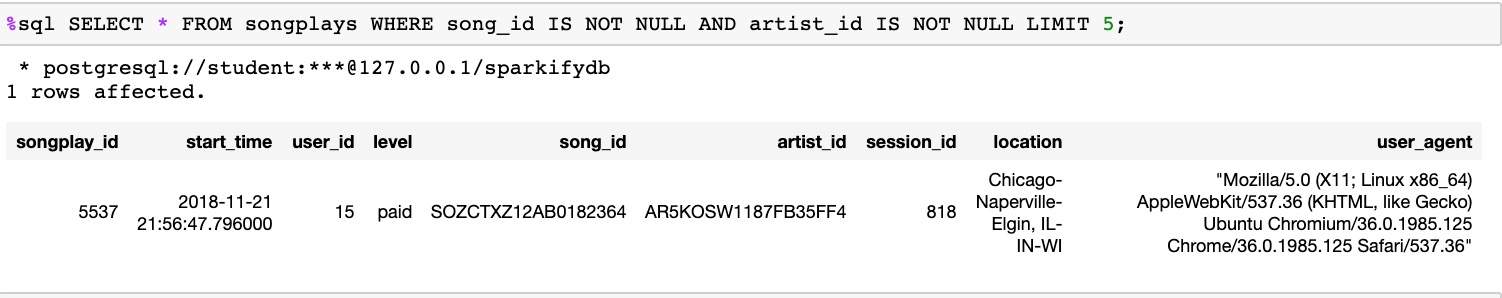 %sql SELECT * FROM songplays WHERE song_id IS NOT NULL AND artist_id IS NOT NULL LIMIT 5;
* postgresql://student:***@127.0.0.1/sparkifydb
1 rows affected.
songplay_id start_time user_id level song_id artist_id session_id location user_agent
5537 2018-11-21
21:56:47.796000 15 paid SOZCTXZ12AB0182364 AR5KOSW1187FB35FF4 818 Chicago-
Naperville-
Elgin, IL-
IN-WI "Mozilla/5.0 (X11; Linux x86_64)
AppleWebKit/537.36 (KHTML, like Gecko)
Ubuntu Chromium/36.0.1985.125
Chrome/36.0.1985.125 Safari/537.36"